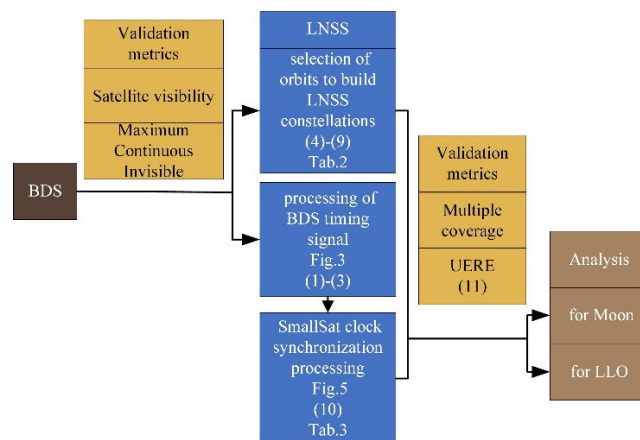 BDS
Validation
metrics
Satellite visibility
Maximum
Continuous
Invisible
LNSS
selection of
orbits to build
LNSS
constellations
(4)-(9)
Tab.2
processing of
BDS timing
signal
Fig.3
(1)-(3)
SmallSat clock
synchronization
processing
Fig.5
(10)
Tab.3
Validation
metrics
Multiple
coverage
UERE
(11)
Analysis
for Moon
for LLO